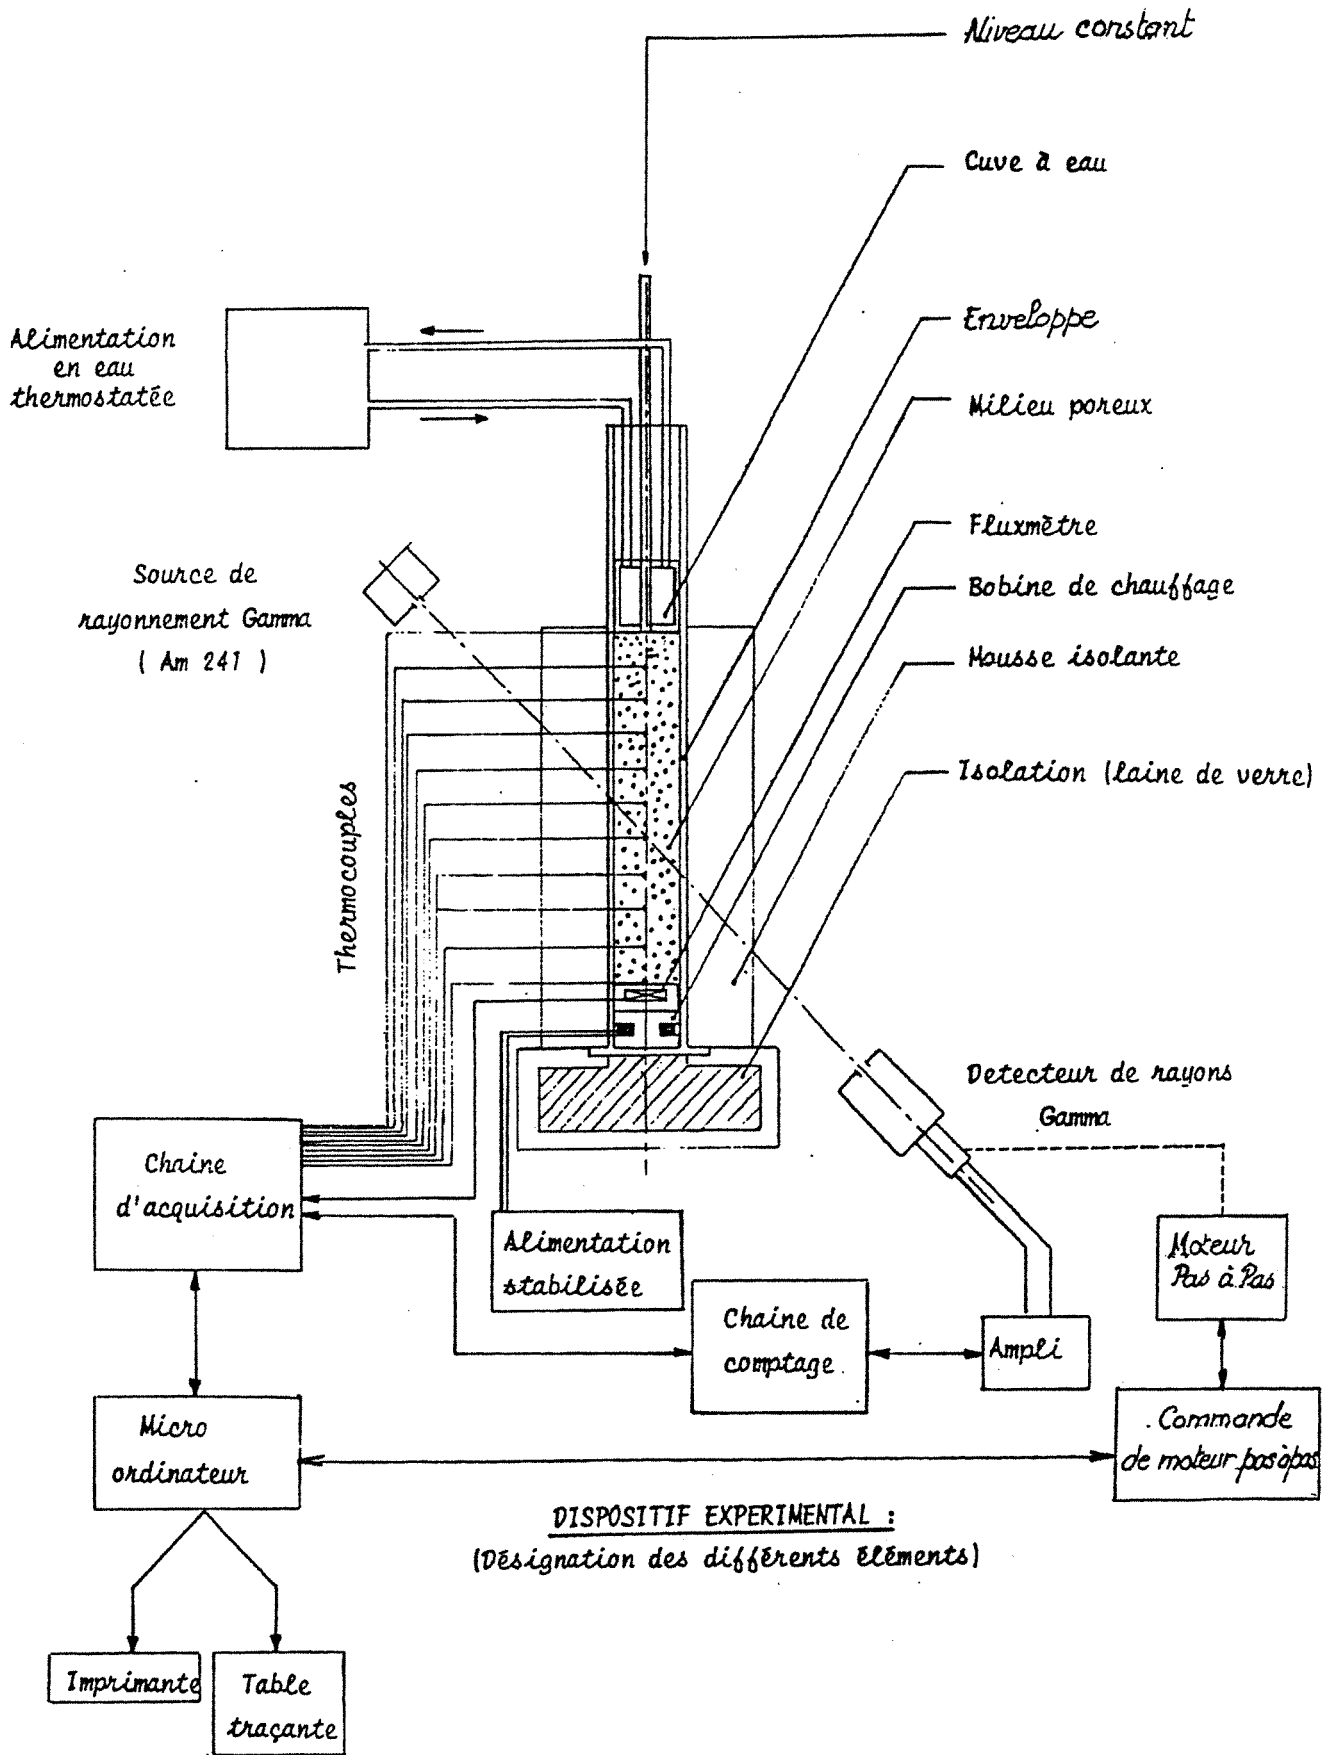 Niveau constant
Cuve à eau
Enveloppe
Milieu poreux
Fluxmètre
Bobine de chauffage
Mousse isolante
Isolation (laine de verre)
Alimentation
en eau
thermostatée
Source de
rayonnement Gamma
( Am 241 )
Thermocouples
Detecteur de rayons
Gamma
Chaine
d'acquisition
Alimentation
stabilisée
Moteur
Pas à Pas
Chaine de
comptage
Ampli
Micro
ordinateur
Commande
de moteur pas à pas
DISPOSITIF EXPERIMENTAL :
(Désignation des différents éléments)
Imprimante
Table
traçante